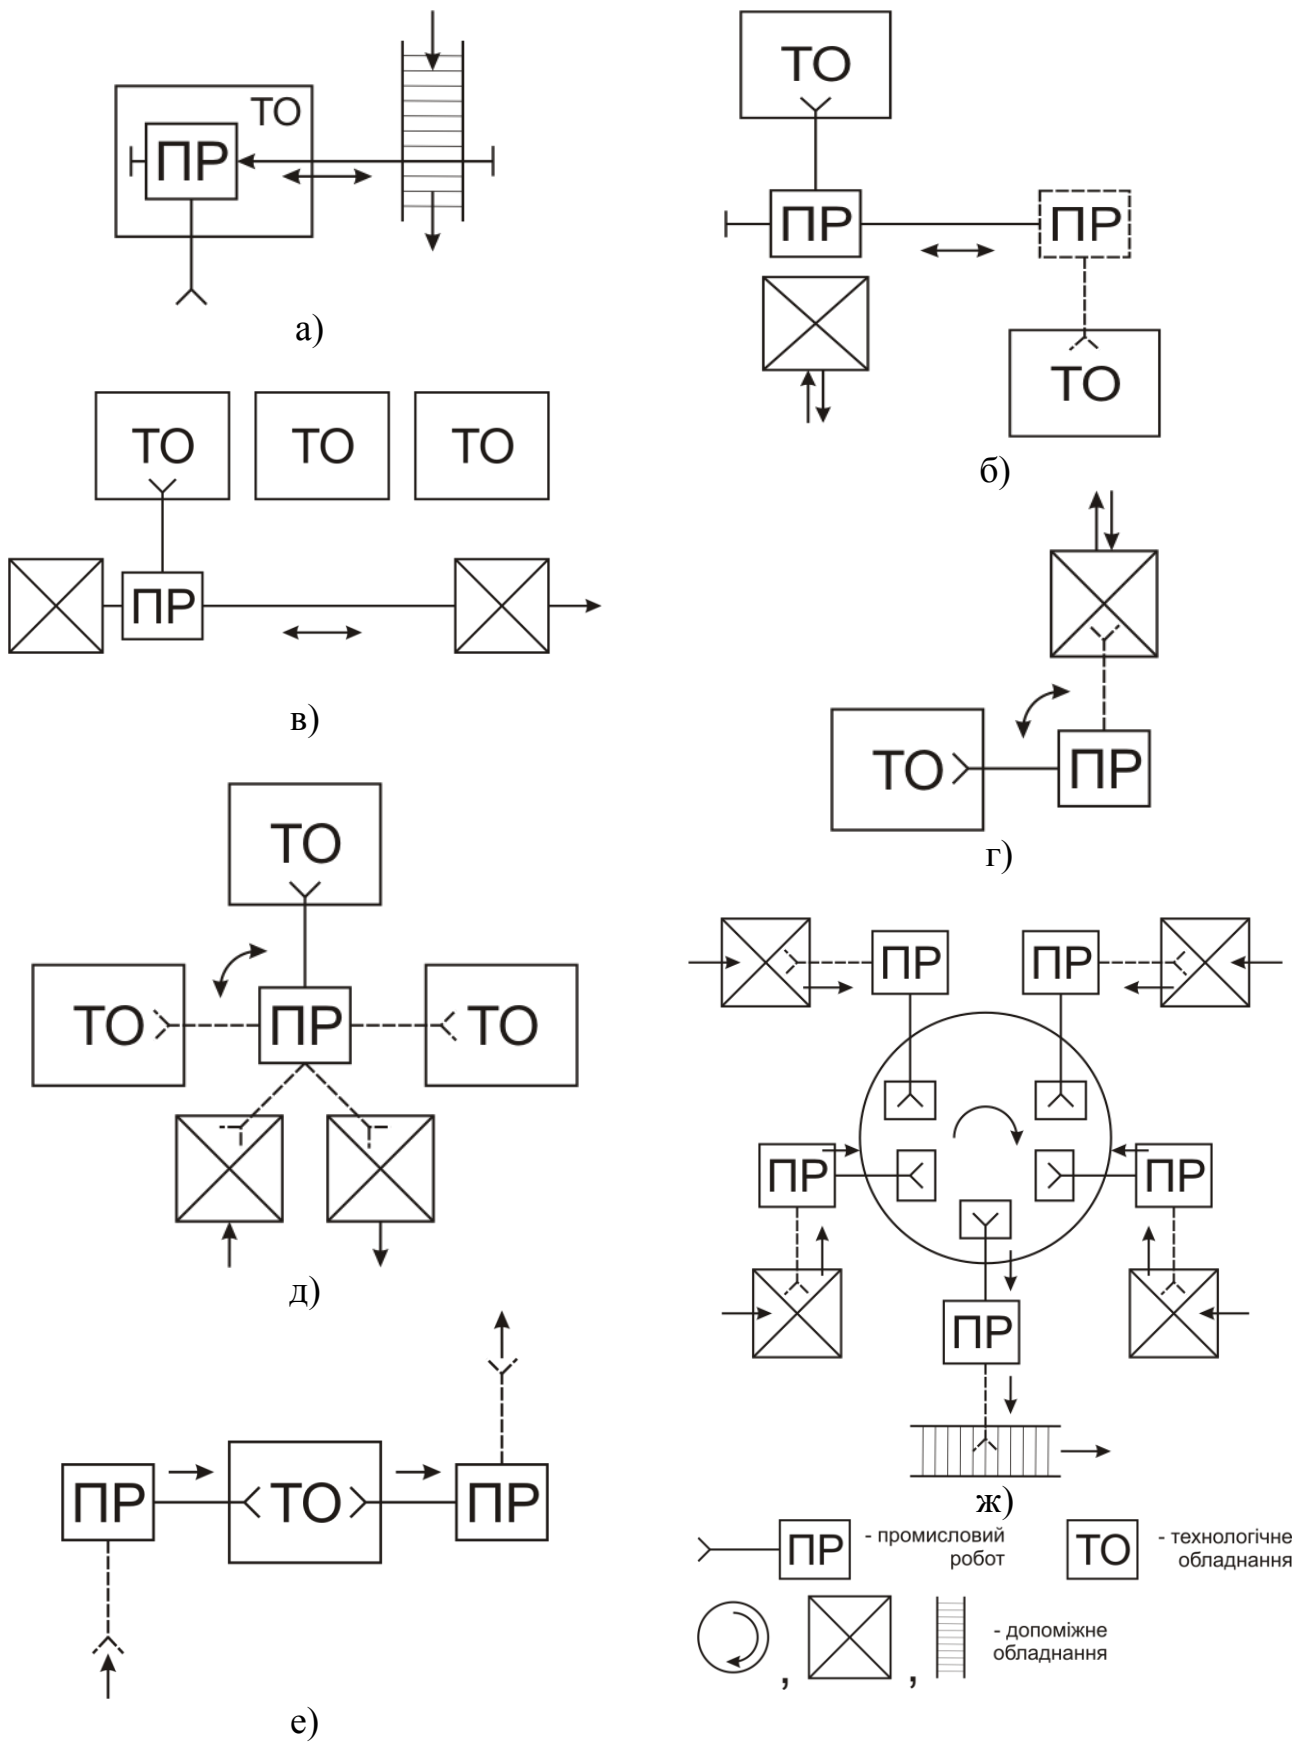 ТО
ПР
а)
ТО
ПР
ПР
ТО
б)
ТО
ТО
ТО
ПР
в)
ТО
ПР
г)
ТО
ТО
ПР
ТО
д)
ПР
ПР
ПР
ПР
ПР
ж)
ПР
ТО
ПР
е)
ПР
- промисловий
робот
ТО
- технологічне
обладнання
, ,
- допоміжне
обладнання